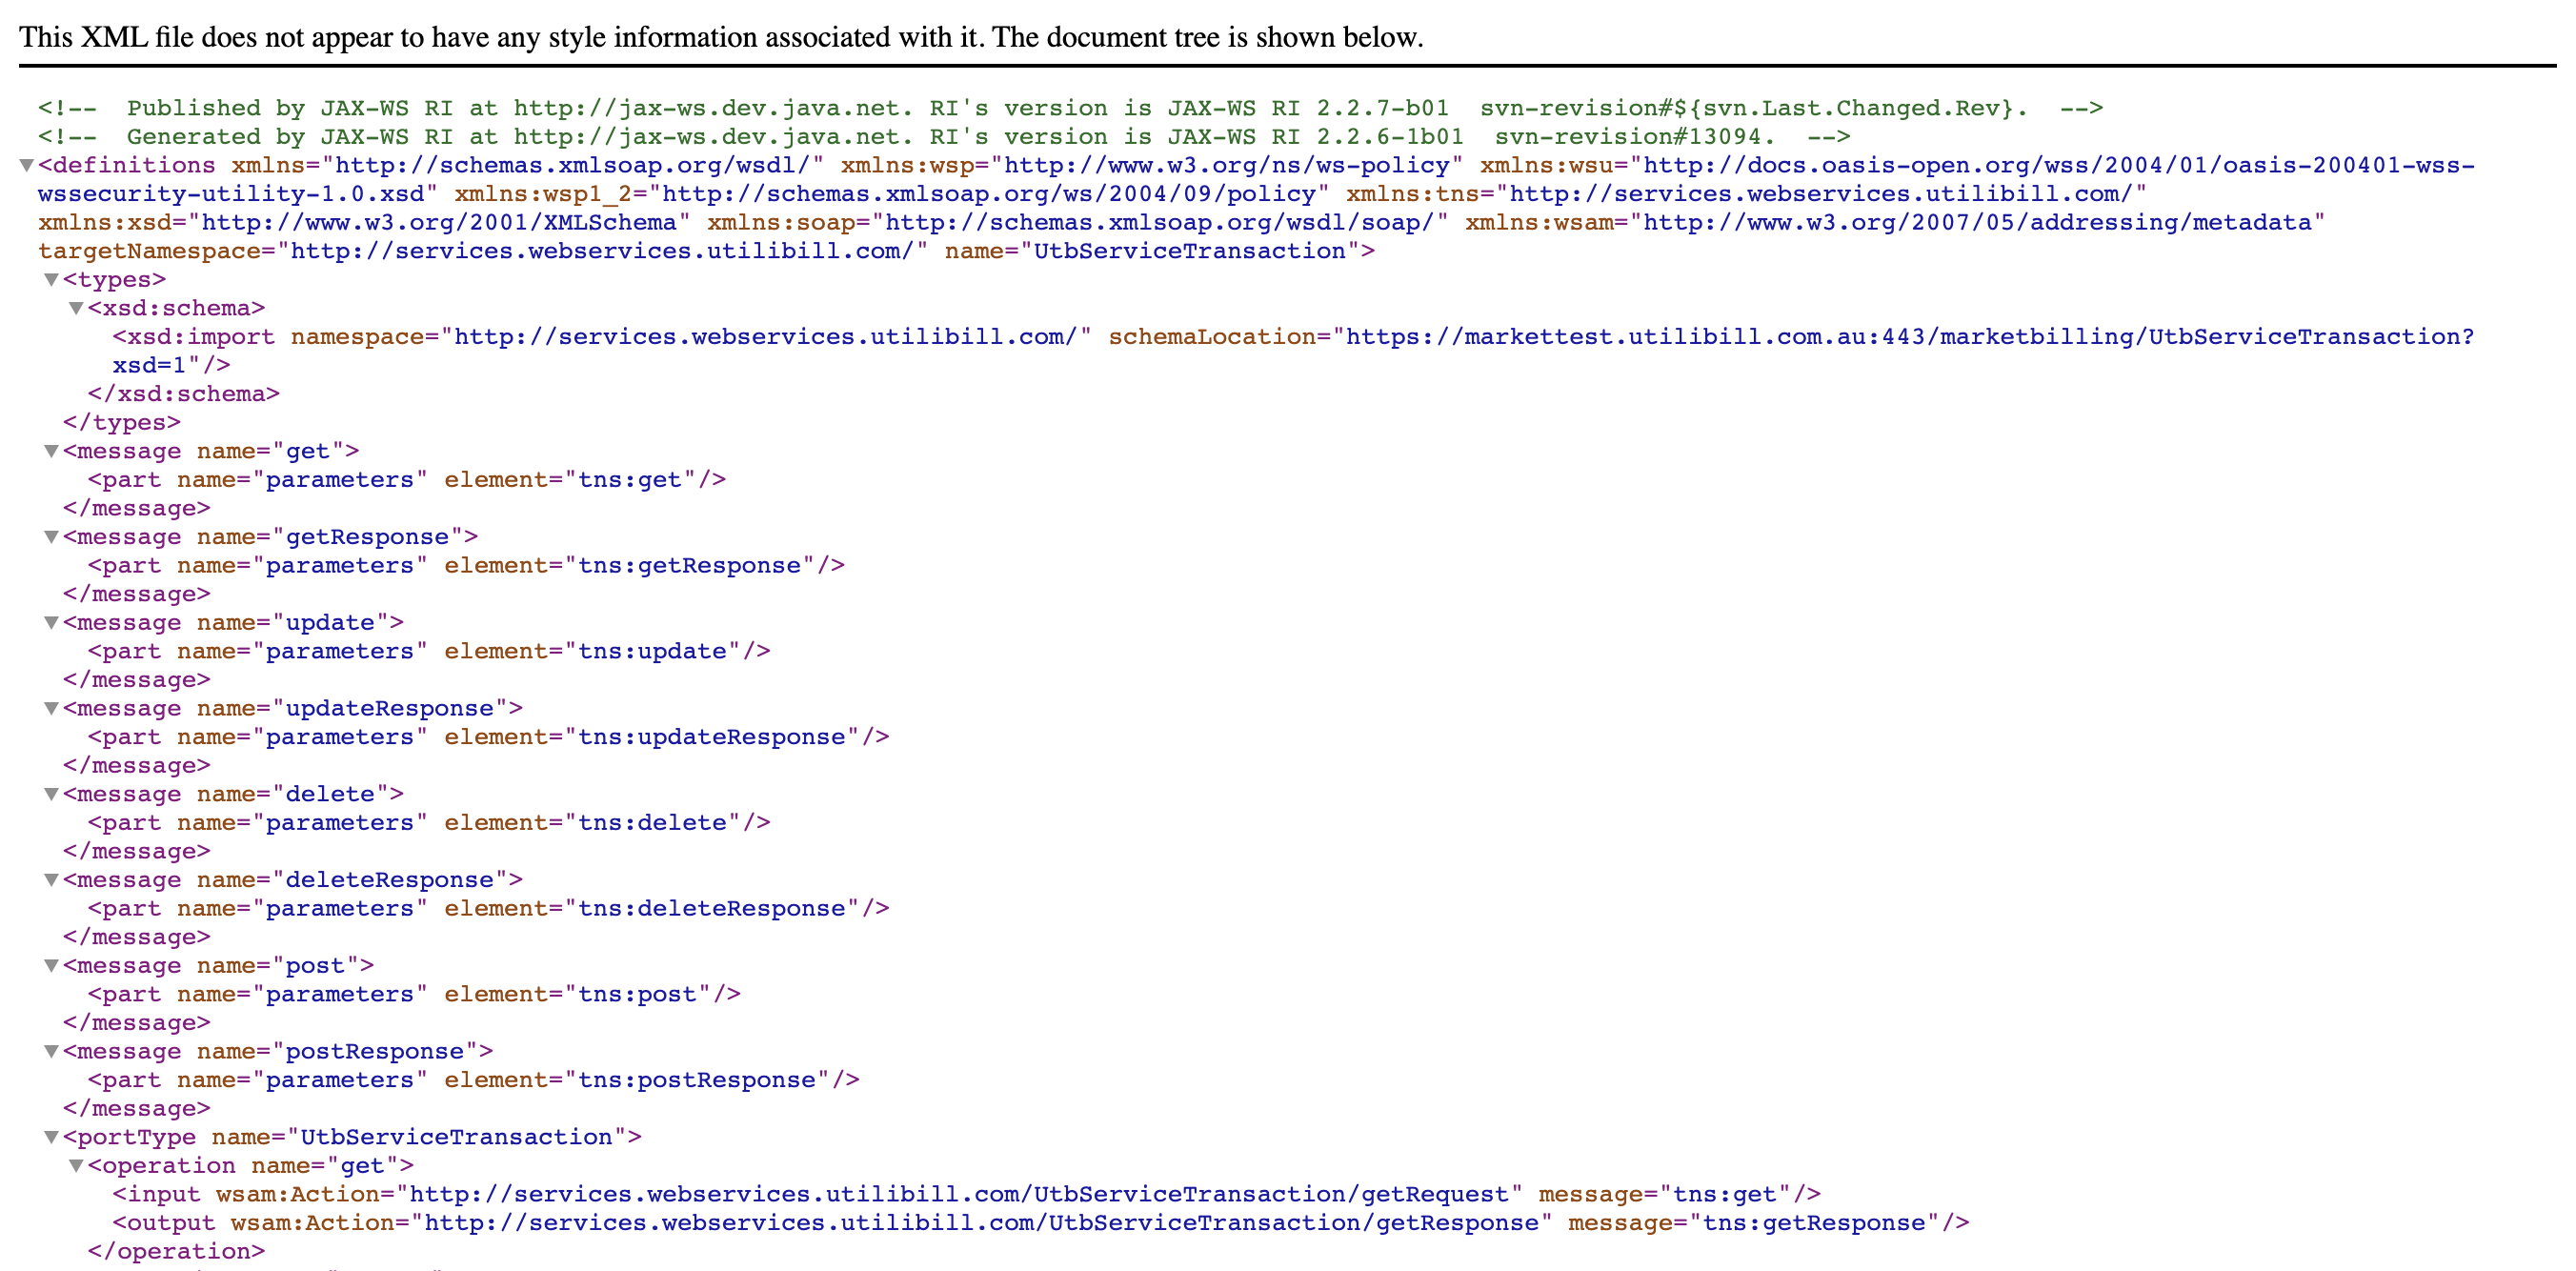 This XML file does not appear to have any style information associated with it. The document tree is shown below.
<!--  Published by JAX-WS RI at http://jax-ws.dev.java.net. RI's version is JAX-WS RI 2.2.7-b01  svn-revision#${svn.Last.Changed.Rev}.  -->
<!--  Generated by JAX-WS RI at http://jax-ws.dev.java.net. RI's version is JAX-WS RI 2.2.6-1b01  svn-revision#13094.  -->
<definitions xmlns="http://schemas.xmlsoap.org/wsdl/" xmlns:wsp="http://www.w3.org/ns/ws-policy" xmlns:wsu="http://docs.oasis-open.org/wss/2004/01/oasis-200401-wss-
wssecurity-utility-1.0.xsd" xmlns:wsp1_2="http://schemas.xmlsoap.org/ws/2004/09/policy" xmlns:tns="http://services.webservices.utilibill.com/"
xmlns:xsd="http://www.w3.org/2001/XMLSchema" xmlns:soap="http://schemas.xmlsoap.org/wsdl/soap/" xmlns:wsam="http://www.w3.org/2007/05/addressing/metadata"
targetNamespace="http://services.webservices.utilibill.com/" name="UtbServiceTransaction">
<types>
<xsd:schema>
<xsd:import namespace="http://services.webservices.utilibill.com/" schemaLocation="https://markettest.utilibill.com.au:443/marketbilling/UtbServiceTransaction?
xsd=1"/>
</xsd:schema>
</types>
<message name="get">
<part name="parameters" element="tns:get"/>
</message>
<message name="getResponse">
<part name="parameters" element="tns:getResponse"/>
</message>
<message name="update">
<part name="parameters" element="tns:update"/>
</message>
<message name="updateResponse">
<part name="parameters" element="tns:updateResponse"/>
</message>
<message name="delete">
<part name="parameters" element="tns:delete"/>
</message>
<message name="deleteResponse">
<part name="parameters" element="tns:deleteResponse"/>
</message>
<message name="post">
<part name="parameters" element="tns:post"/>
</message>
<message name="postResponse">
<part name="parameters" element="tns:postResponse"/>
</message>
<portType name="UtbServiceTransaction">
<operation name="get">
<input wsam:Action="http://services.webservices.utilibill.com/UtbServiceTransaction/getRequest" message="tns:get"/>
<output wsam:Action="http://services.webservices.utilibill.com/UtbServiceTransaction/getResponse" message="tns:getResponse"/>
</operation>